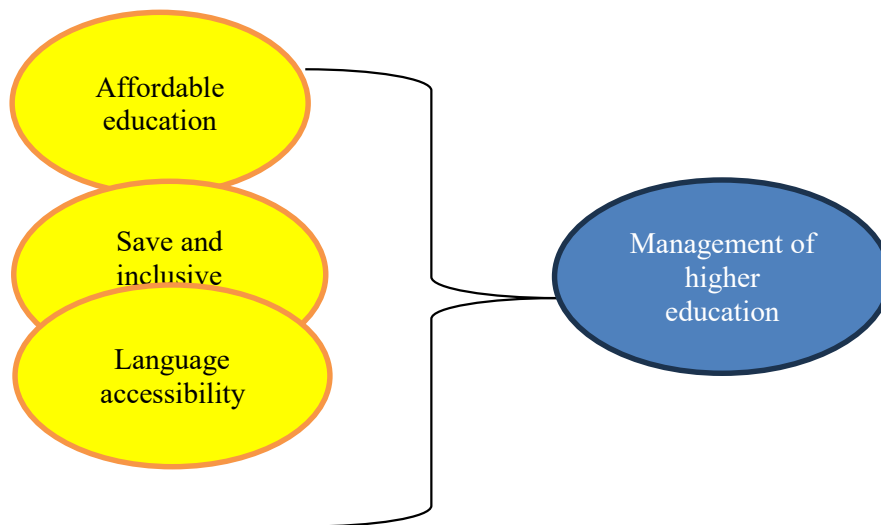 Affordable
education
Save and
inclusive
Language
accessibility
Management of
higher
education